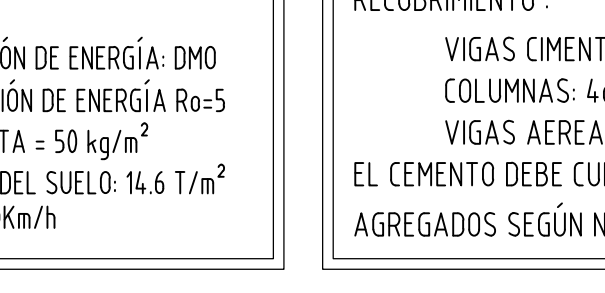 ÓN DE ENERGÍA: DMO
IÓN DE ENERGÍA Ro=5
TA = 50 kg/m²
DEL SUELO: 14.6 T/m²
Km/h
RECUBRIMIENTO :
VIGAS CIMENT
COLUMNAS: 4
VIGAS AEREA
EL CEMENTO DEBE CU
AGREGADOS SEGÚN N